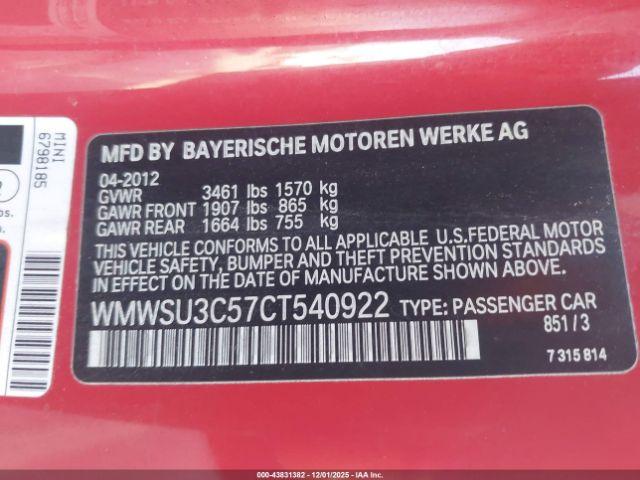 MFD BY BAYERISCHE MOTOREN WERKE AG
04-2012
GVWR 3461 lbs 1570 kg
GAWR FRONT 1907 lbs 865 kg
GAWR REAR 1664 lbs 755 kg
THIS VEHICLE CONFORMS TO ALL APPLICABLE U.S.FEDERAL MOTOR
VEHICLE SAFETY, BUMPER AND THEFT PREVENTION STANDARDS
IN EFFECT ON THE DATE OF MANUFACTURE SHOWN ABOVE.
WMWSU3C57CT540922 TYPE: PASSENGER CAR
851 / 3
7 315 814
MINI
6798185
000-43831382 - 12/01/2025 - IAA Inc.